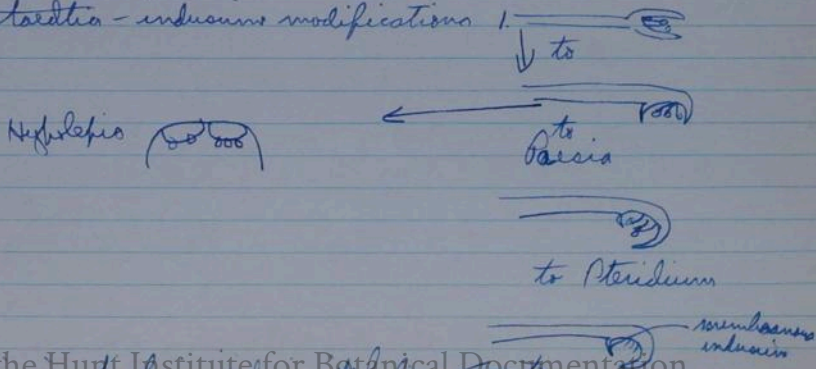 – indusium modifications 1.
to
Hypolepis
to
Paesia
to Pteridium
membranous
indusium
the Hunt Institute for Botanical Documentation